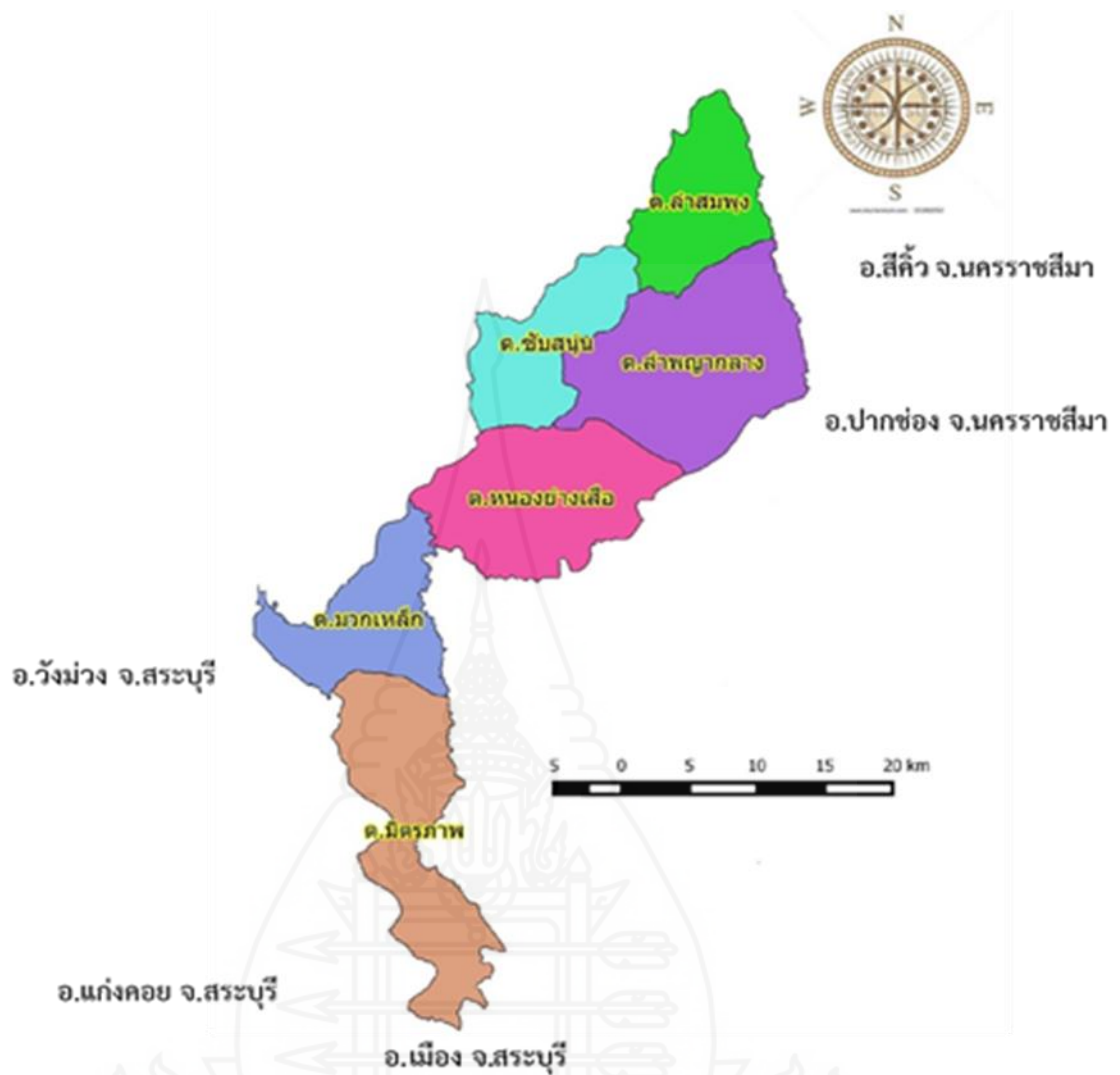 N
W
E
S
ต.ลำสมพุง
อ.สีคิ้ว จ.นครราชสีมา
ต.ซับสนุ่น
ต.ลำพญากลาง
อ.ปากช่อง จ.นครราชสีมา
ต.หนองย่างเสือ
ต.มวกเหล็ก
อ.วังม่วง จ.สระบุรี
5 0 5 10 15 20 km
ต.มิตรภาพ
อ.แก่งคอย จ.สระบุรี
อ.เมือง จ.สระบุรี